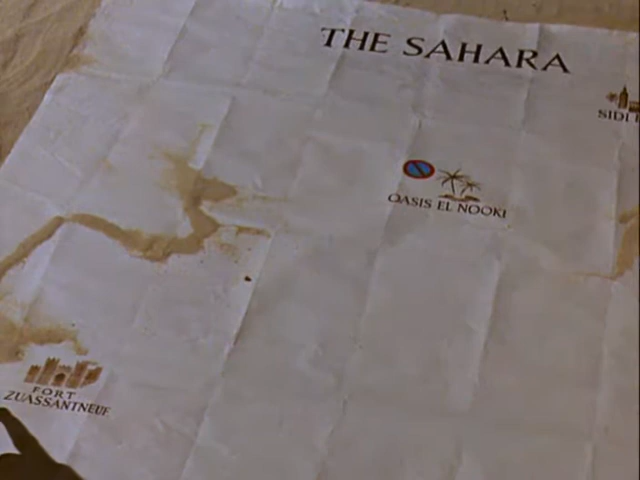 THE SAHARA
SIDI
OASIS EL NOOKI
FORT
ZUASSANTNEUF